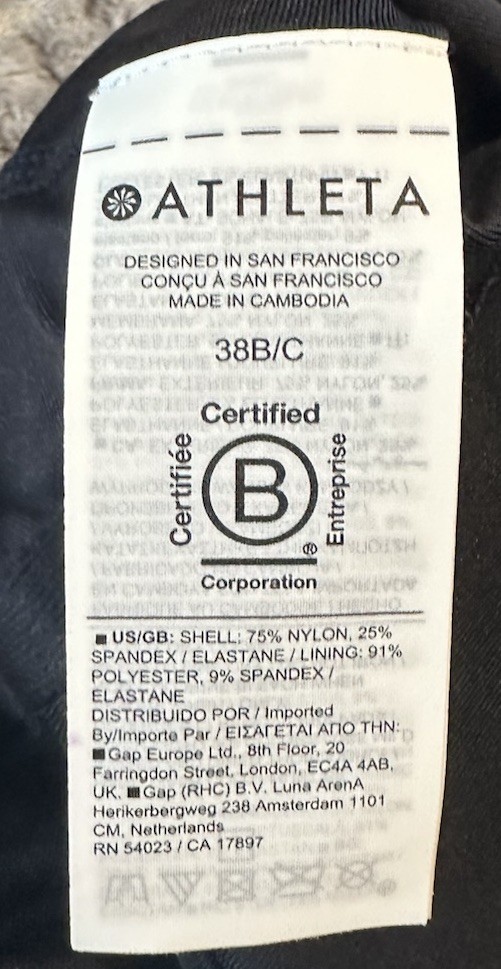 ATHLETA
DESIGNED IN SAN FRANCISCO
CONÇU À SAN FRANCISCO
MADE IN CAMBODIA
38B/C
Certified
Certifiée
B
Entreprise
®
Corporation
US/GB: SHELL: 75% NYLON, 25%
SPANDEX / ELASTANE / LINING: 91%
POLYESTER, 9% SPANDEX /
ELASTANE
DISTRIBUIDO POR / Imported
By/Importe Par / ΕΙΣΑΓΕΤΑΙ ΑΠΟ ΤΗΝ:
Gap Europe Ltd., 8th Floor, 20
Farringdon Street, London, EC4A 4AB,
UK. Gap (RHC) B.V. Luna ArenA
Herikerbergweg 238 Amsterdam 1101
CM, Netherlands
RN 54023 / CA 17897